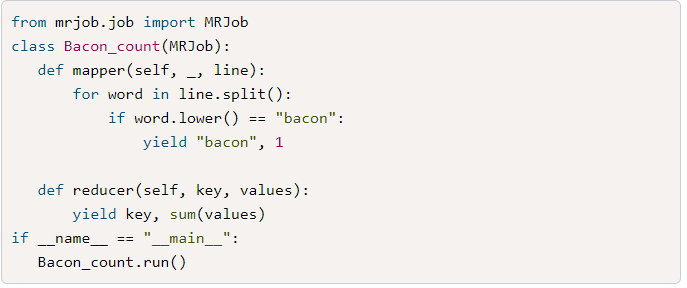 from mrjob.job import MRJob
class Bacon_count(MRJob):
   def mapper(self, _, line):
       for word in line.split():
           if word.lower() == "bacon":
               yield "bacon", 1

   def reducer(self, key, values):
       yield key, sum(values)
if __name__ == "__main__":
   Bacon_count.run()